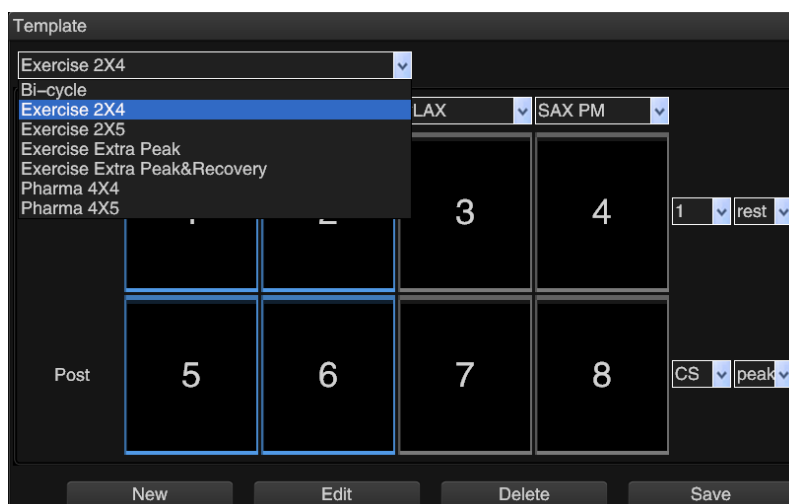 Template
Exercise 2X4
Bi-cycle
Exercise 2X4
Exercise 2X5
Exercise Extra Peak
Exercise Extra Peak&Recovery
Pharma 4X4
Pharma 4X5
LAX SAX PM
3 4 1 rest
Post 5 6 7 8 CS peak
New Edit Delete Save